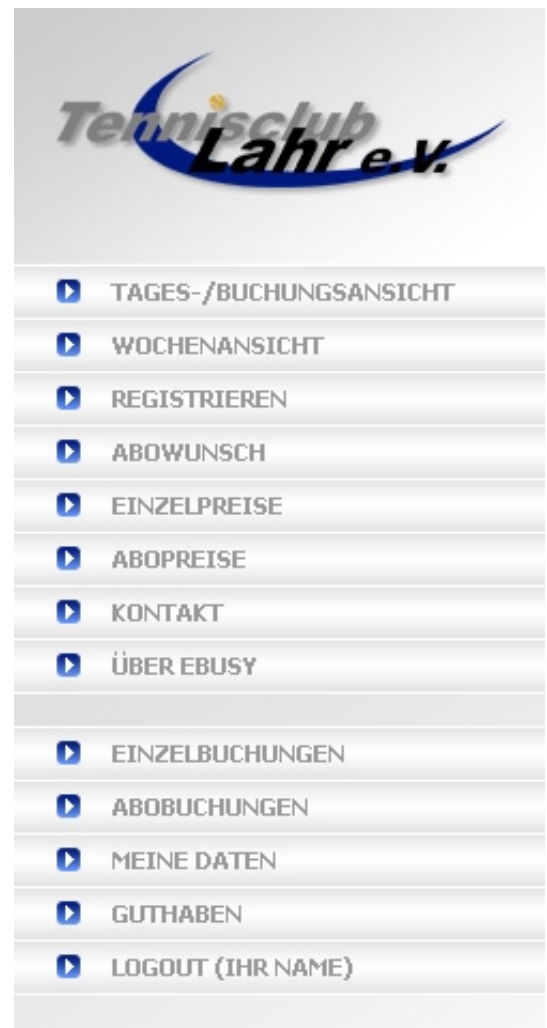 Tennisclub
Lahr e.V.
TAGES-/BUCHUNGSANSICHT
WOCHENANSICHT
REGISTRIEREN
ABOWUNSCH
EINZELPREISE
ABOPREISE
KONTAKT
ÜBER EBUSY
EINZELBUCHUNGEN
ABOBUCHUNGEN
MEINE DATEN
GUTHABEN
LOGOUT (IHR NAME)